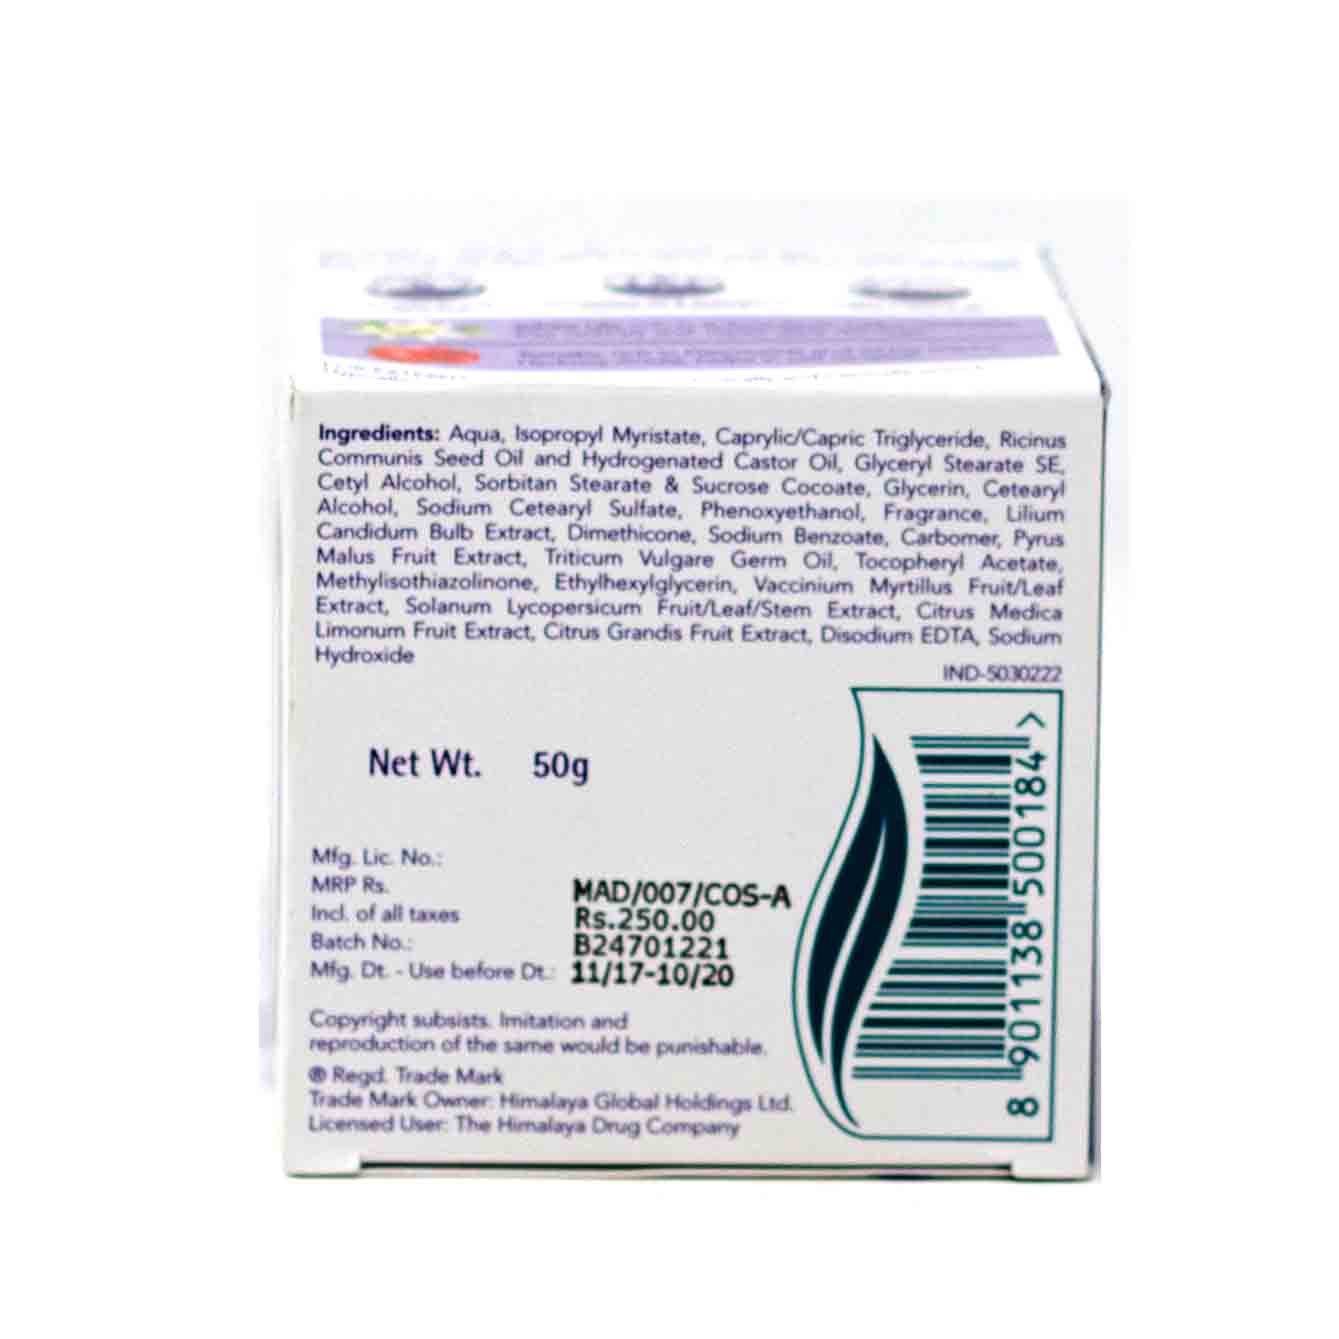 Ingredients: Aqua, Isopropyl Myristate, Caprylic/Capric Triglyceride, Ricinus
Communis Seed Oil and Hydrogenated Castor Oil, Glyceryl Stearate SE,
Cetyl Alcohol, Sorbitan Stearate & Sucrose Cocoate, Glycerin, Cetearyl
Alcohol, Sodium Cetearyl Sulfate, Phenoxyethanol, Fragrance, Lilium
Candidum Bulb Extract, Dimethicone, Sodium Benzoate, Carbomer, Pyrus
Malus Fruit Extract, Triticum Vulgare Germ Oil, Tocopheryl Acetate,
Methylisothiazolinone, Ethylhexylglycerin, Vaccinium Myrtillus Fruit/Leaf
Extract, Solanum Lycopersicum Fruit/Leaf/Stem Extract, Citrus Medica
Limonum Fruit Extract, Citrus Grandis Fruit Extract, Disodium EDTA, Sodium
Hydroxide
IND-5030222
Net Wt. 50g
Mfg. Lic. No.: MAD/007/COS-A
MRP Rs. Rs.250.00
Incl. of all taxes
Batch No.: B24701221
Mfg. Dt. - Use before Dt.: 11/17-10/20
Copyright subsists. Imitation and
reproduction of the same would be punishable.
® Regd. Trade Mark
Trade Mark Owner: Himalaya Global Holdings Ltd.
Licensed User: The Himalaya Drug Company
8 901138 500184 >